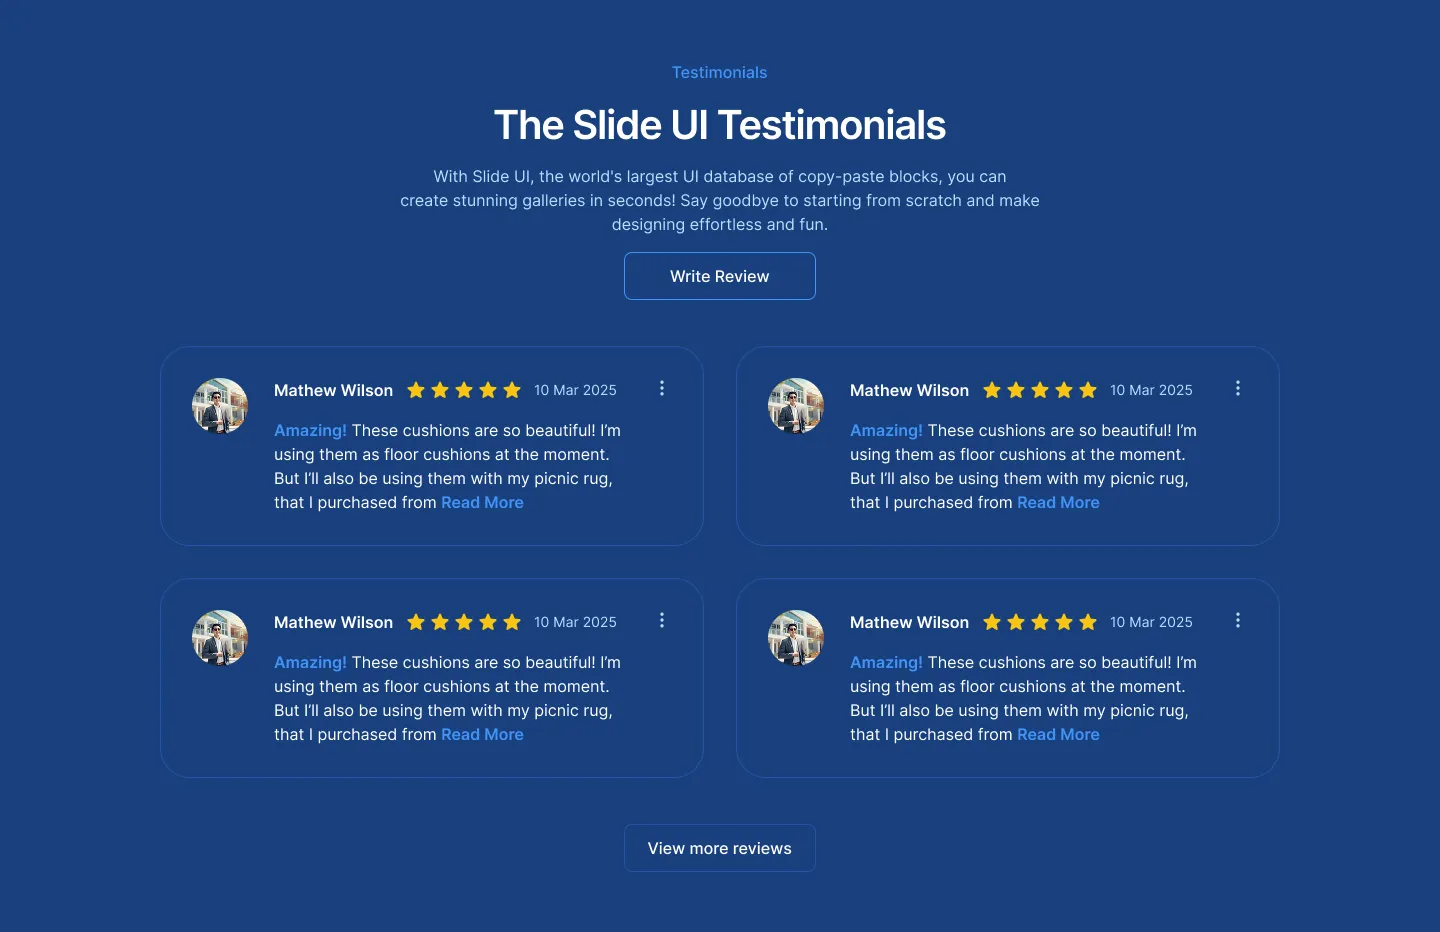 Testimonials
The Slide UI Testimonials
With Slide UI, the world's largest UI database of copy-paste blocks, you can
create stunning galleries in seconds! Say goodbye to starting from scratch and make
designing effortless and fun.
Write Review
Mathew Wilson 10 Mar 2025
Amazing! These cushions are so beautiful! I’m
using them as floor cushions at the moment.
But I’ll also be using them with my picnic rug,
that I purchased from Read More
Mathew Wilson 10 Mar 2025
Amazing! These cushions are so beautiful! I’m
using them as floor cushions at the moment.
But I’ll also be using them with my picnic rug,
that I purchased from Read More
Mathew Wilson 10 Mar 2025
Amazing! These cushions are so beautiful! I’m
using them as floor cushions at the moment.
But I’ll also be using them with my picnic rug,
that I purchased from Read More
Mathew Wilson 10 Mar 2025
Amazing! These cushions are so beautiful! I’m
using them as floor cushions at the moment.
But I’ll also be using them with my picnic rug,
that I purchased from Read More
View more reviews